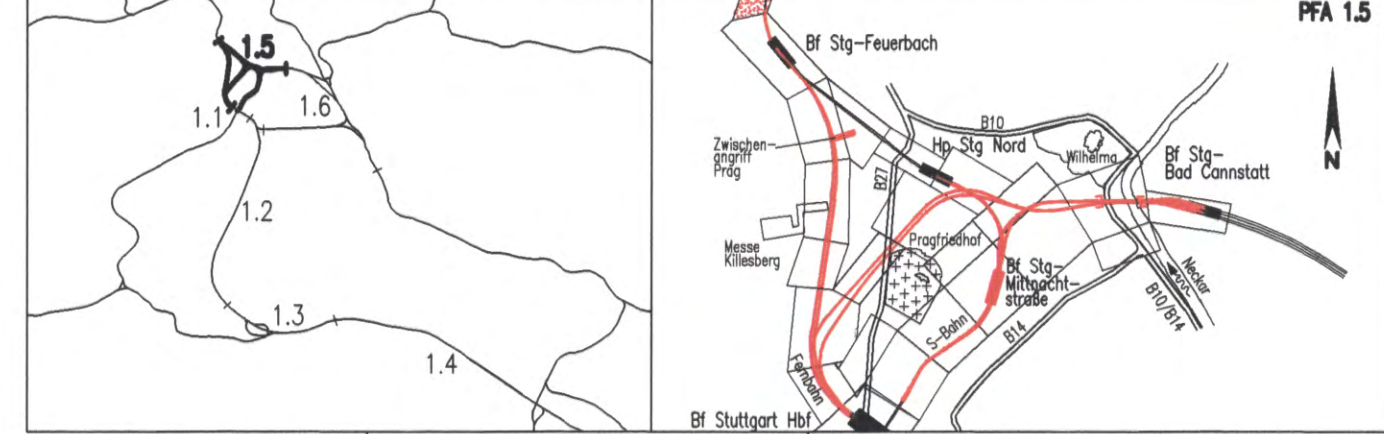 1.5
1.6
1.1
1.2
1.3
1.4
PFA 1.5
Bf Stg-Feuerbach
B10
Zwischen-
angriff
Prag
Hp Stg Nord
Wilhelma
Bf Stg-
Bad Cannstatt
N
B27
Messe
Killesberg
Pragfriedhof
Bf Stg-
Mittnacht-
straße
Neckar
B10/B14
S-Bahn
B14
Fernbahn
Bf Stuttgart Hbf